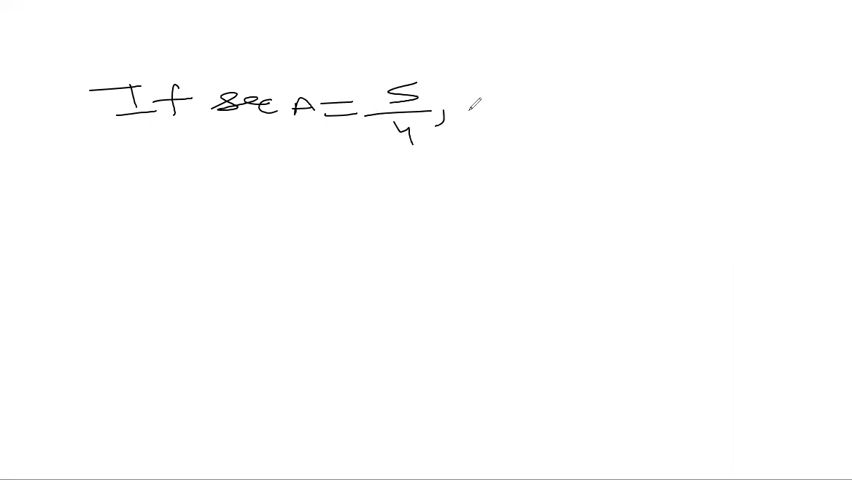 If sec A = 5/4,